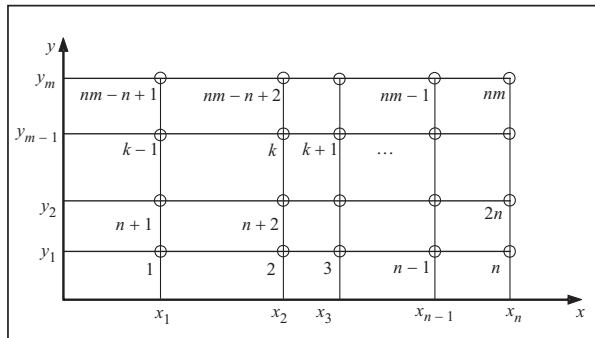 y
y_m
nm − n + 1 nm − n + 2 nm − 1 nm
y_{m−1}
k − 1 k k + 1 ...
y_2
n + 1 n + 2 2n
y_1
1 2 3 n − 1 n
x_1 x_2 x_3 x_{n−1} x_n x